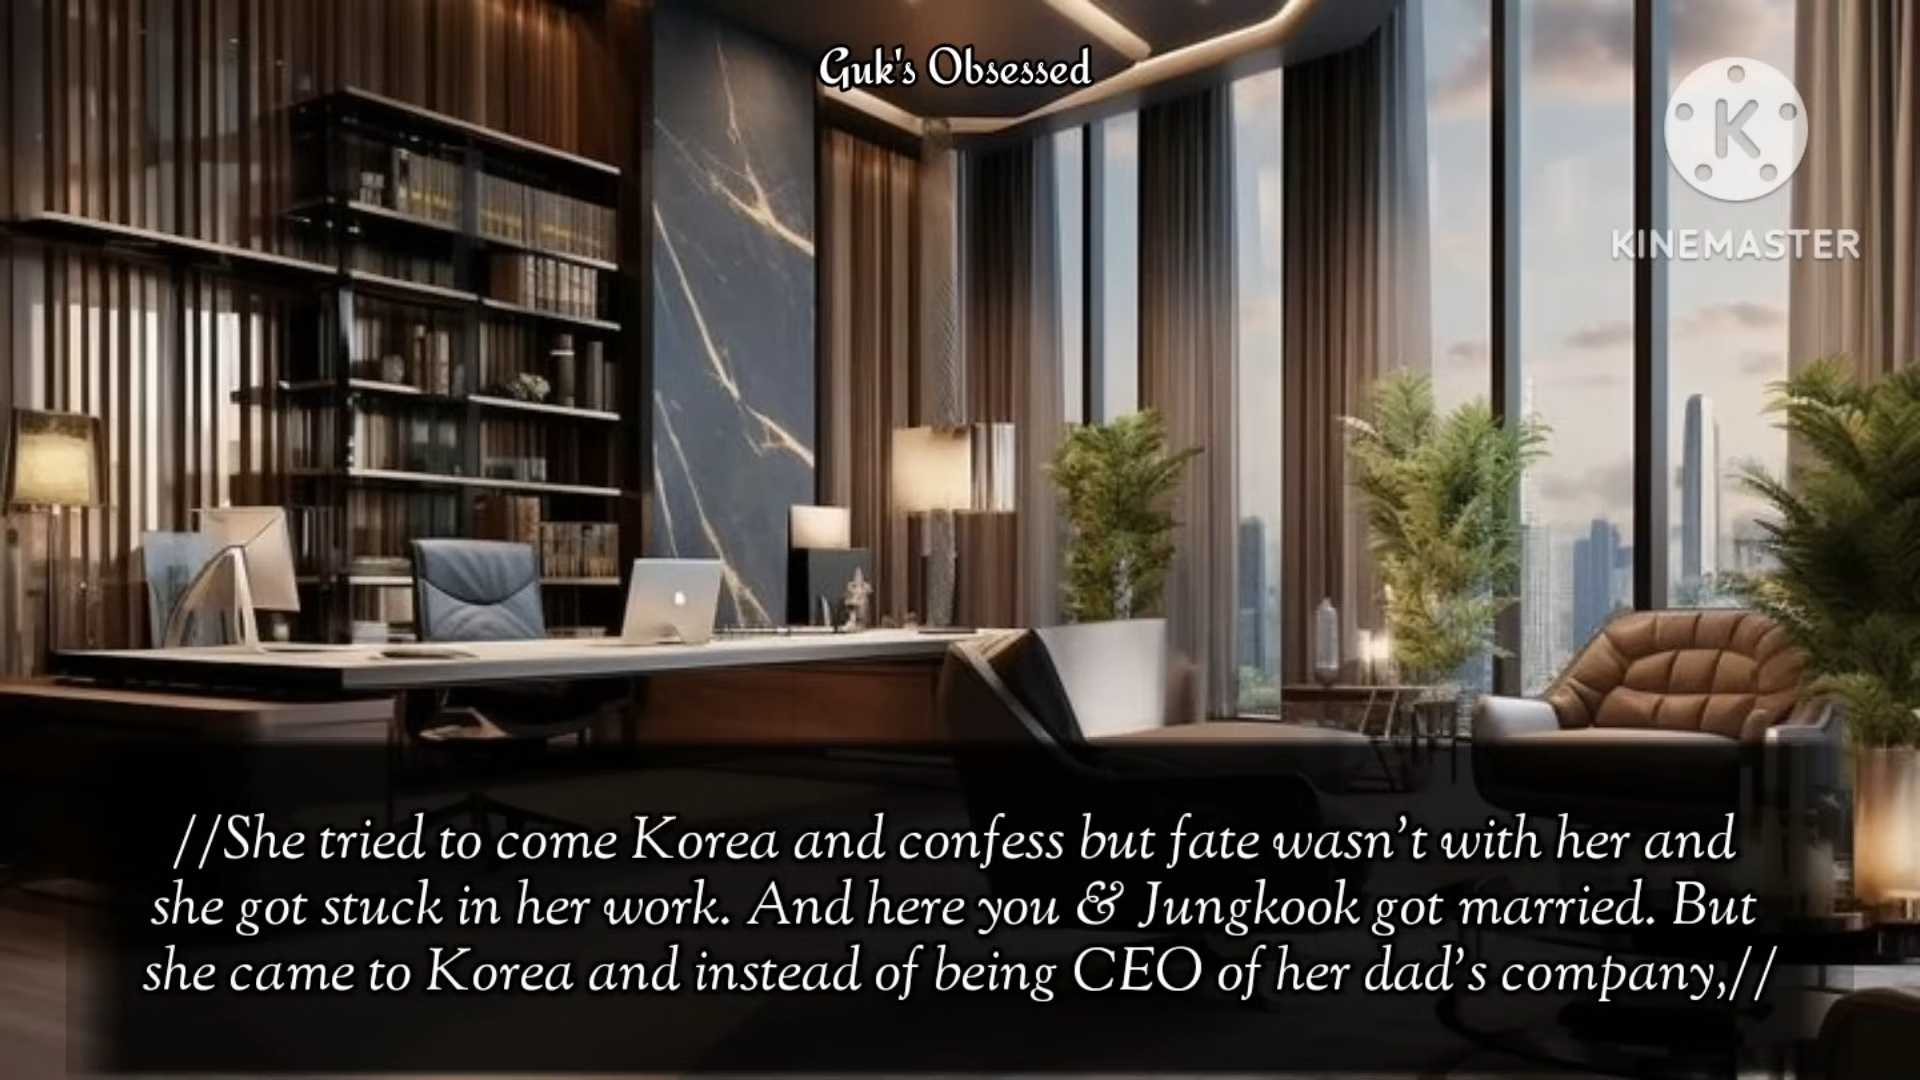 Guk's Obsessed
K
KINEMASTER
//She tried to come Korea and confess but fate wasn't with her and
she got stuck in her work. And here you & Jungkook got married. But
she came to Korea and instead of being CEO of her dad's company,//